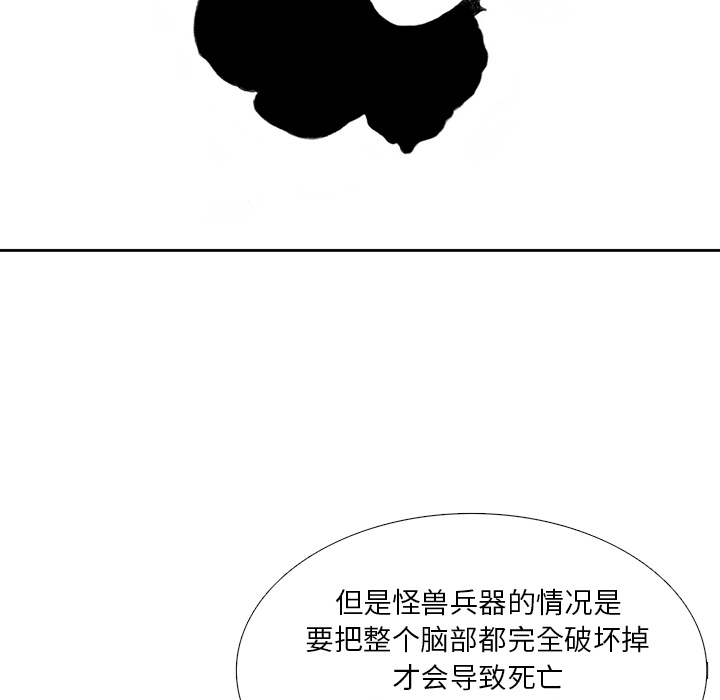 但是怪兽兵器的情况是
要把整个脑部都完全破坏掉
才会导致死亡